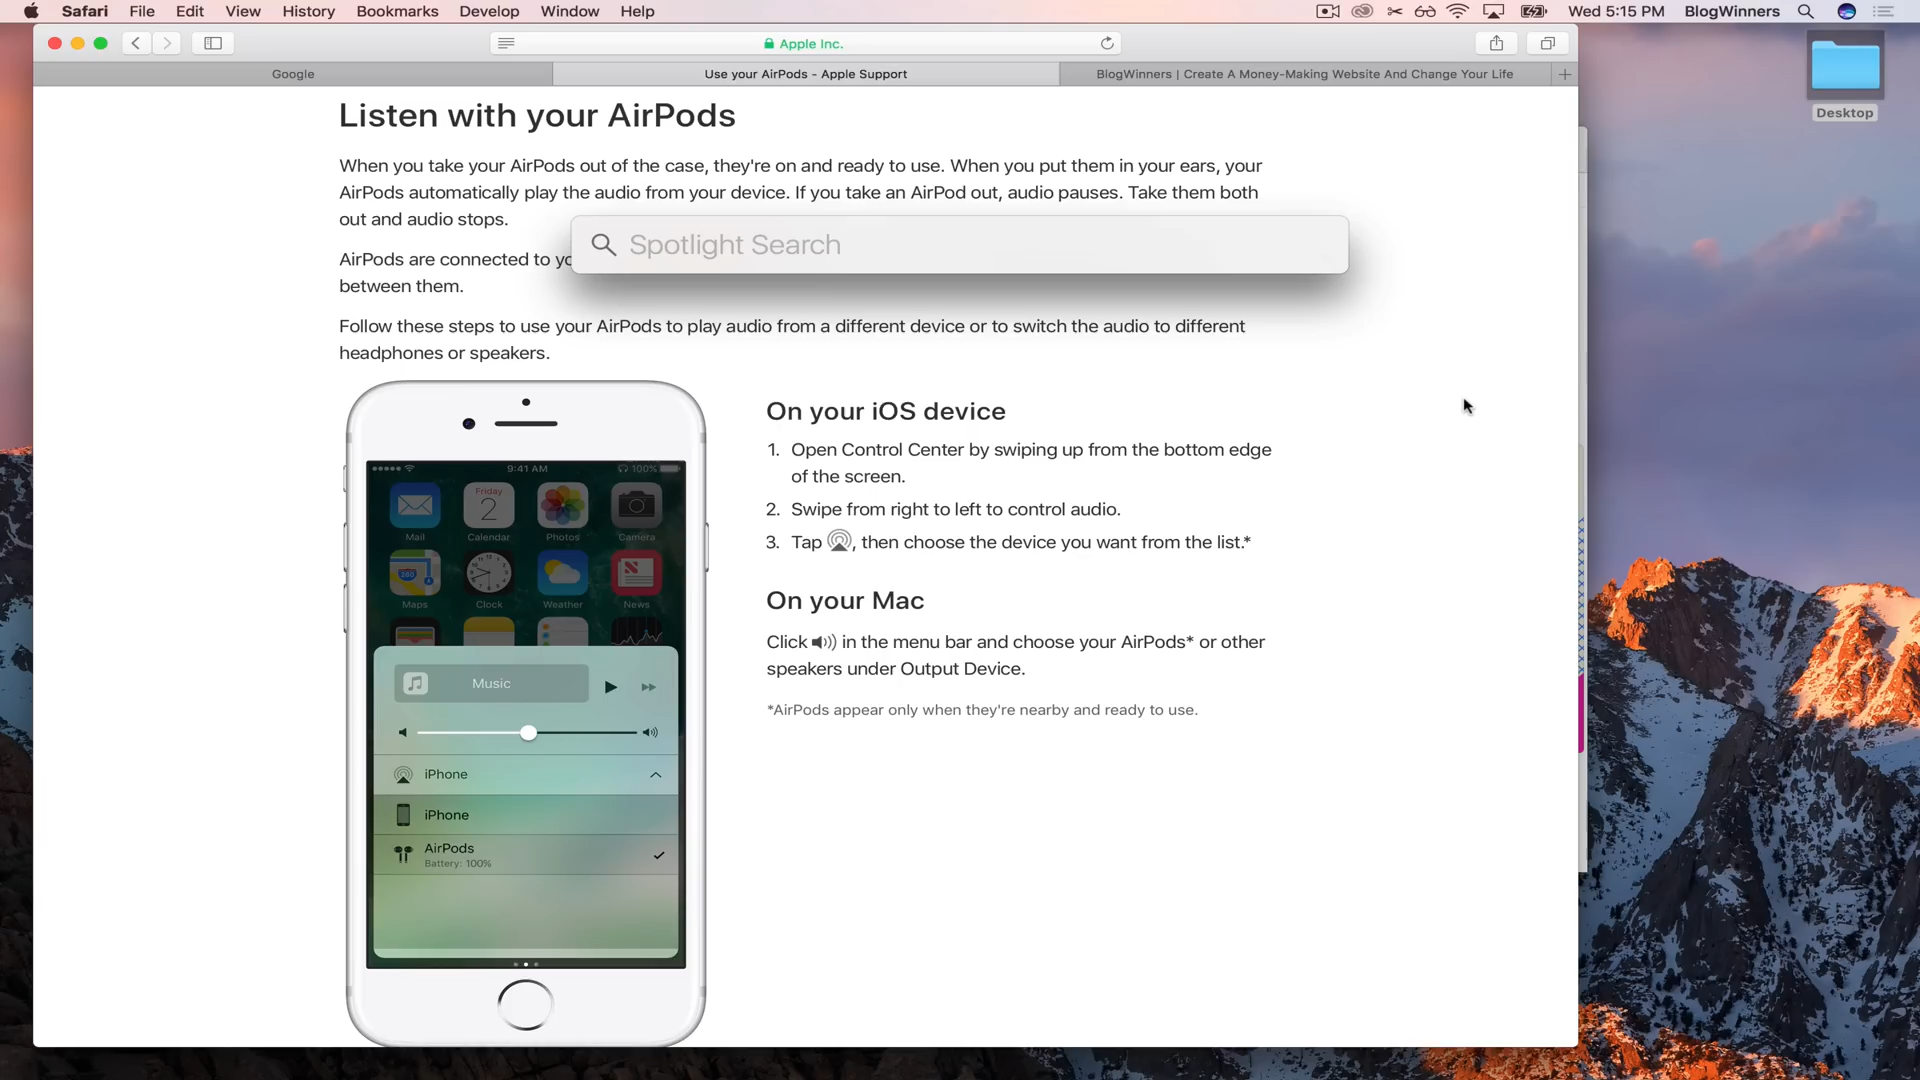 Safari File Edit View History Bookmarks Develop Window Help Wed 5:15 PM BlogWinners
Apple Inc.
Google Use your AirPods - Apple Support BlogWinners | Create A Money-Making Website And Change Your Life
Desktop
Listen with your AirPods
When you take your AirPods out of the case, they're on and ready to use. When you put them in your ears, your
AirPods automatically play the audio from your device. If you take an AirPod out, audio pauses. Take them both
out and audio stops.
Spotlight Search
AirPods are connected to
between them.
Follow these steps to use your AirPods to play audio from a different device or to switch the audio to different
headphones or speakers.
9:41 AM 100%
Friday
2
Mail Calendar Photos Camera
280
Maps Clock Weather News
Music
iPhone
iPhone
AirPods
Battery: 100%
On your iOS device
1. Open Control Center by swiping up from the bottom edge
of the screen.
2. Swipe from right to left to control audio.
3. Tap , then choose the device you want from the list.*
On your Mac
Click in the menu bar and choose your AirPods* or other
speakers under Output Device.
*AirPods appear only when they're nearby and ready to use.